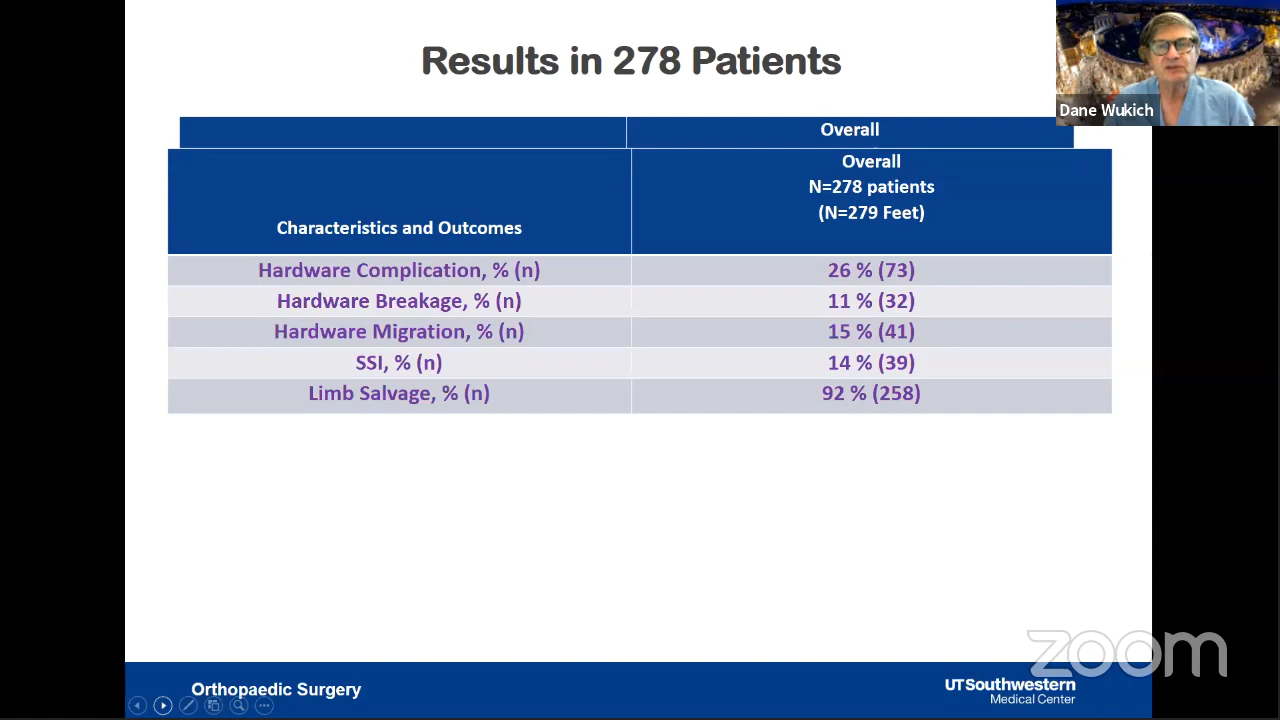 Results in 278 Patients
Dane Wukich
Overall
Characteristics and Outcomes
Overall
N=278 patients
(N=279 Feet)
Hardware Complication, % (n) 26 % (73)
Hardware Breakage, % (n) 11 % (32)
Hardware Migration, % (n) 15 % (41)
SSI, % (n) 14 % (39)
Limb Salvage, % (n) 92 % (258)
zoom
Orthopaedic Surgery
UTSouthwestern
Medical Center